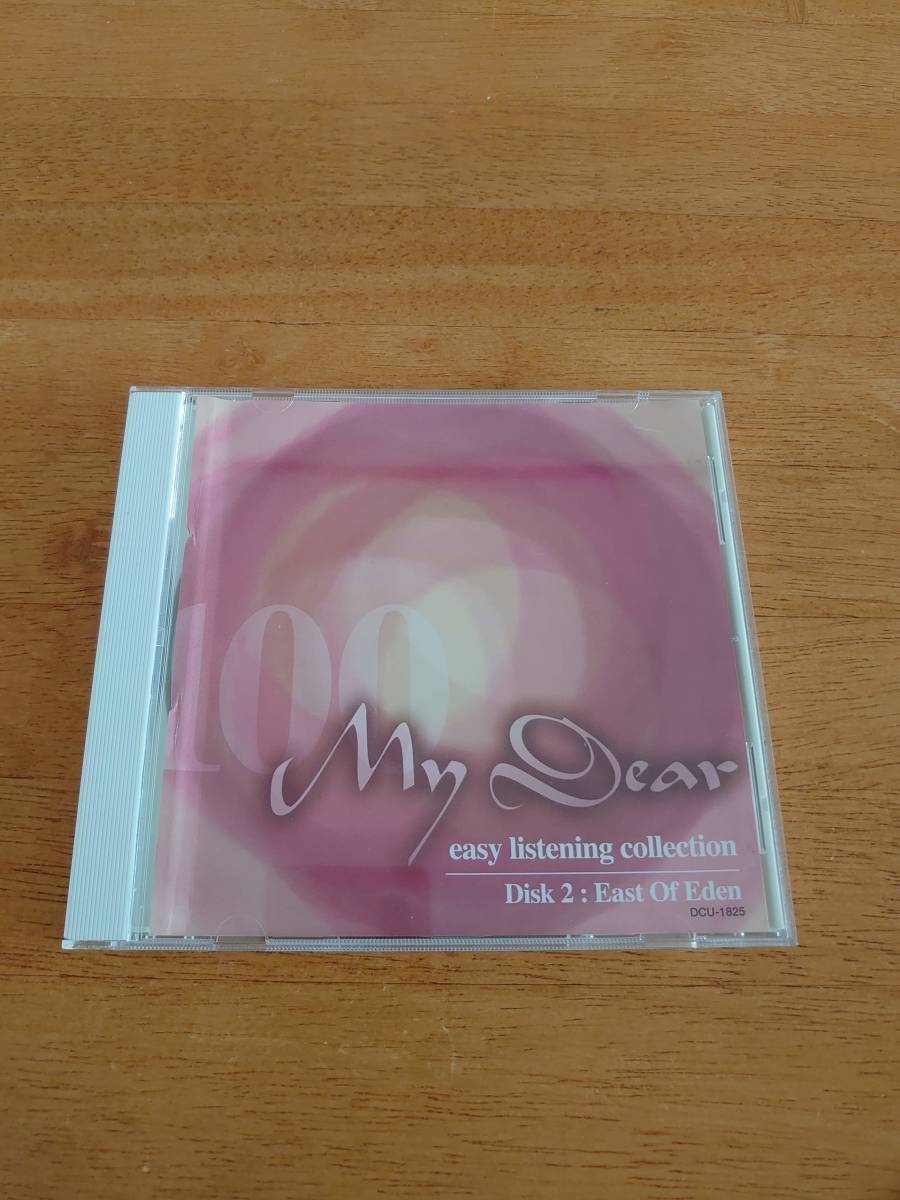 100
My Dear
easy listening collection
Disk 2 : East Of Eden
DCU-1825